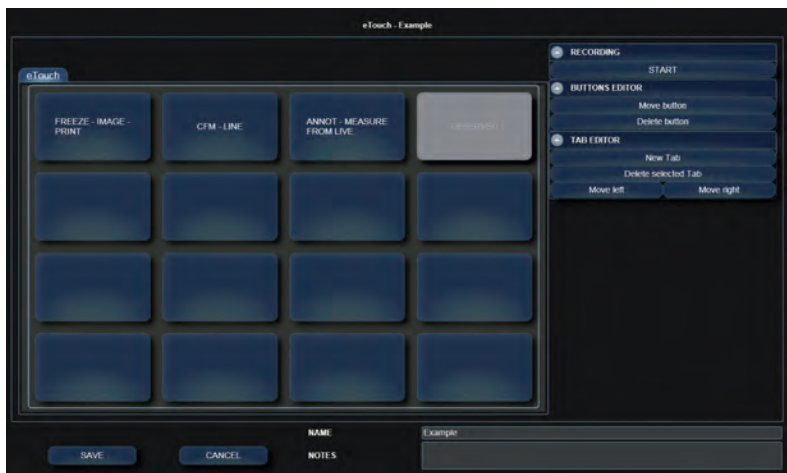 eTouch - Example
eTouch
FREEZE - IMAGE -
PRINT
CFM - LINE
ANNOT - MEASURE
FROM LIVE
RECORDING
START
BUTTONS EDITOR
Move button
Delete button
TAB EDITOR
New Tab
Delete selected Tab
Move left
Move right
NAME
Example
SAVE
CANCEL
NOTES